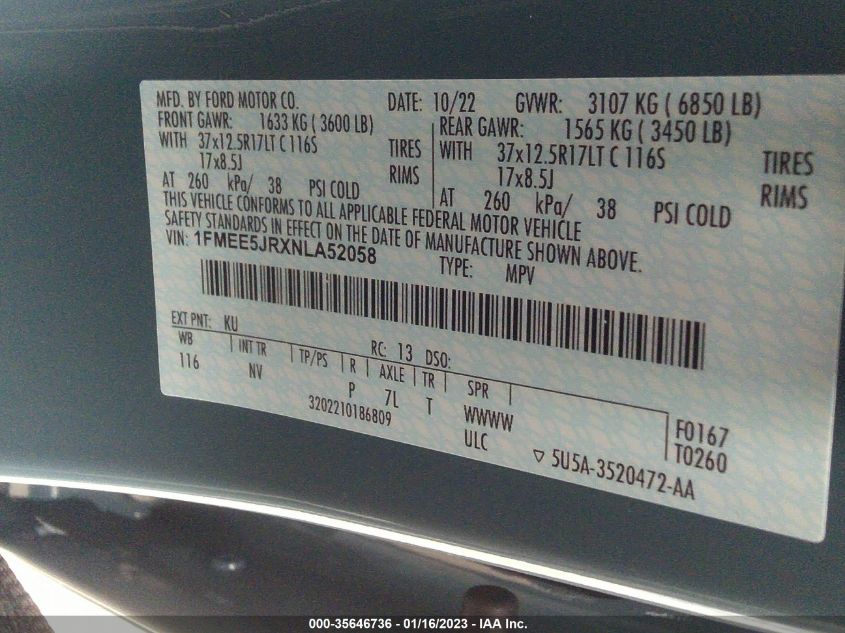 MFD. BY FORD MOTOR CO. DATE: 10/22 GVWR: 3107 KG ( 6850 LB)
FRONT GAWR: 1633 KG ( 3600 LB) REAR GAWR: 1565 KG ( 3450 LB)
WITH 37x12.5R17LT C 116S TIRES WITH 37x12.5R17LT C 116S TIRES
17x8.5J RIMS 17x8.5J RIMS
AT 260 kPa/ 38 PSI COLD AT 260 kPa/ 38 PSI COLD
THIS VEHICLE CONFORMS TO ALL APPLICABLE FEDERAL MOTOR VEHICLE
SAFETY STANDARDS IN EFFECT ON THE DATE OF MANUFACTURE SHOWN ABOVE.
VIN: 1FMEE5JRXNLA52058 TYPE: MPV
EXT PNT: KU RC: 13 DSO:
WB INT TR TP/PS R AXLE TR SPR
116 NV P 7L T WWWW
3202210186809 ULC
F0167
T0260
▽ 5U5A-3520472-AA
000-35646736 - 01/16/2023 - IAA Inc.